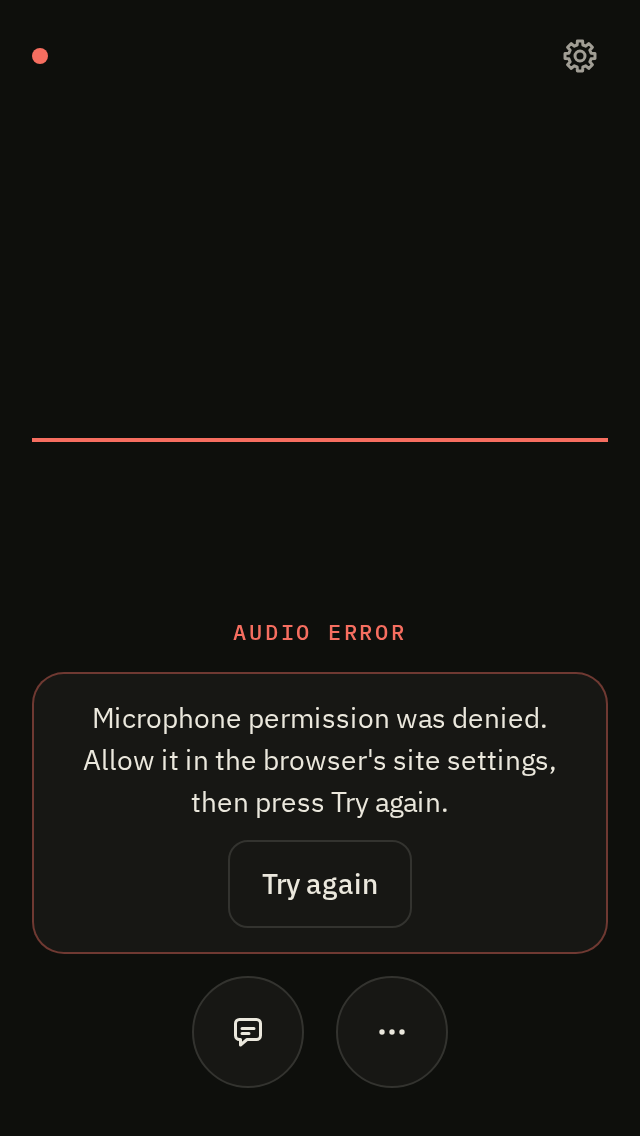 AUDIO ERROR
Microphone permission was denied.
Allow it in the browser's site settings,
then press Try again.
Try again